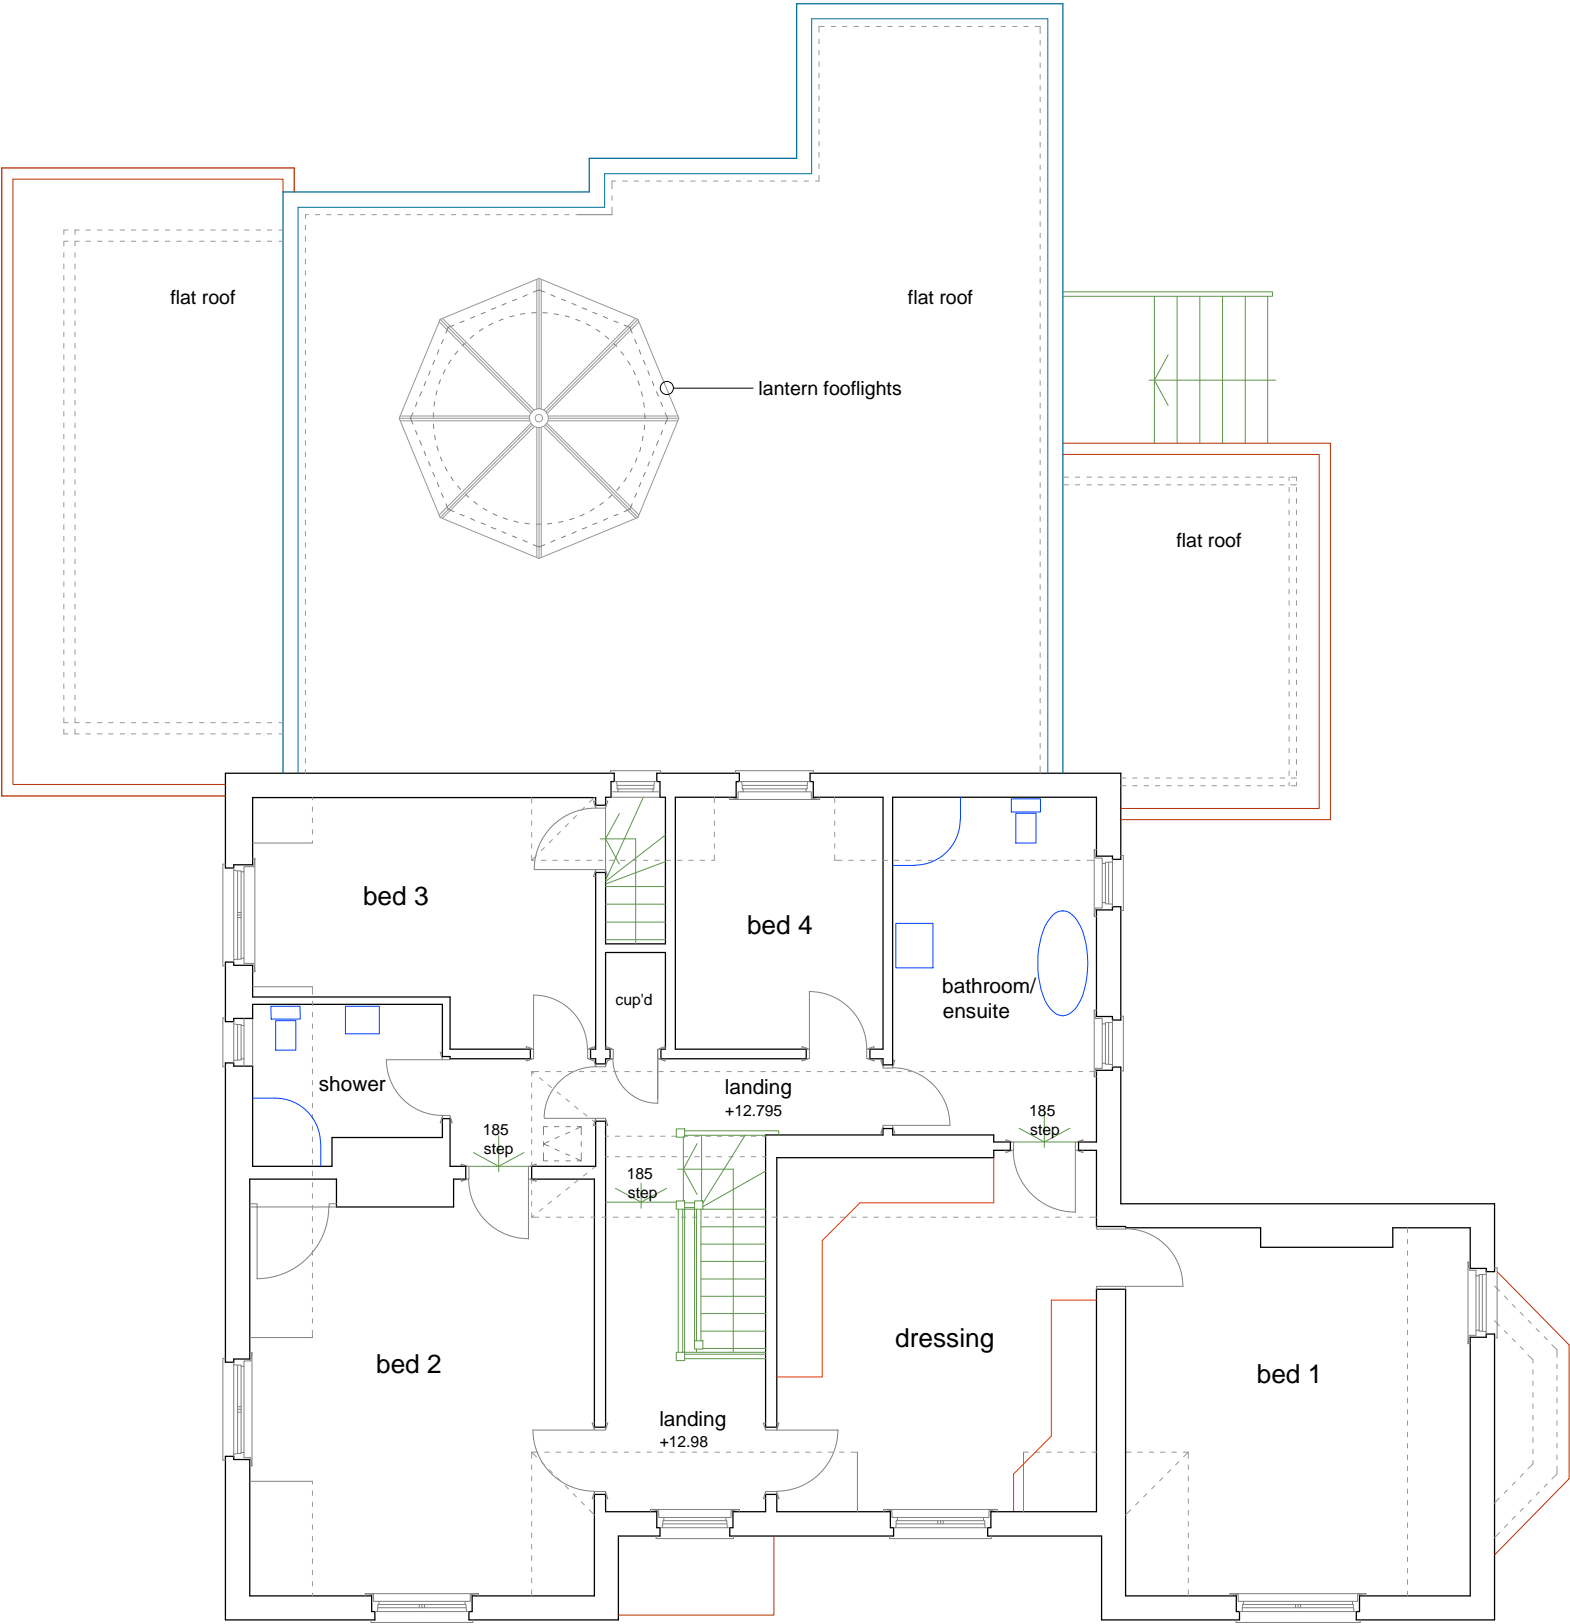 flat roof
flat roof
lantern fooflights
flat roof
bed 3
bed 4
cup'd
bathroom/
ensuite
shower
landing
+12.795
185
step
185
step
185
step
bed 2
dressing
bed 1
landing
+12.98